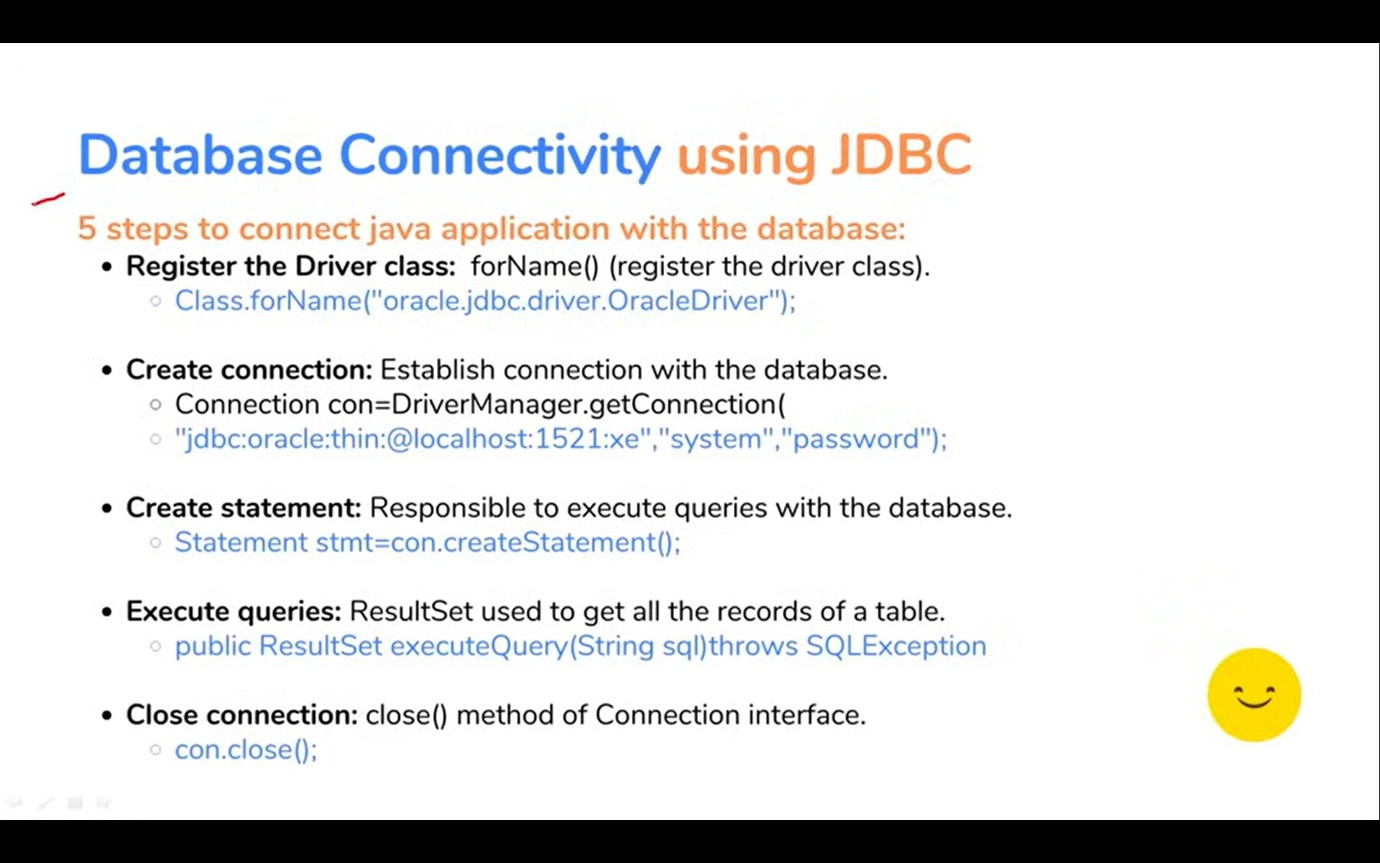 Database Connectivity using JDBC
5 steps to connect java application with the database:
• Register the Driver class:  forName() (register the driver class).
○ Class.forName("oracle.jdbc.driver.OracleDriver");
• Create connection: Establish connection with the database.
○ Connection con=DriverManager.getConnection(
○ "jdbc:oracle:thin:@localhost:1521:xe","system","password");
• Create statement: Responsible to execute queries with the database.
○ Statement stmt=con.createStatement();
• Execute queries: ResultSet used to get all the records of a table.
○ public ResultSet executeQuery(String sql)throws SQLException
• Close connection: close() method of Connection interface.
○ con.close();